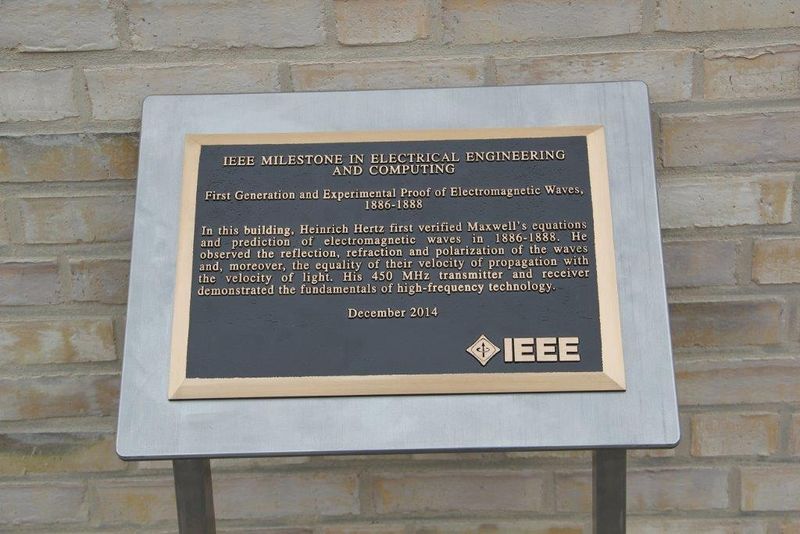 IEEE MILESTONE IN ELECTRICAL ENGINEERING
AND COMPUTING
First Generation and Experimental Proof of Electromagnetic Waves,
1886-1888
In this building, Heinrich Hertz first verified Maxwell's equations
and prediction of electromagnetic waves in 1886-1888. He
observed the reflection, refraction and polarization of the waves
and, moreover, the equality of their velocity of propagation with
the velocity of light. His 450 MHz transmitter and receiver
demonstrated the fundamentals of high-frequency technology.
December 2014
IEEE